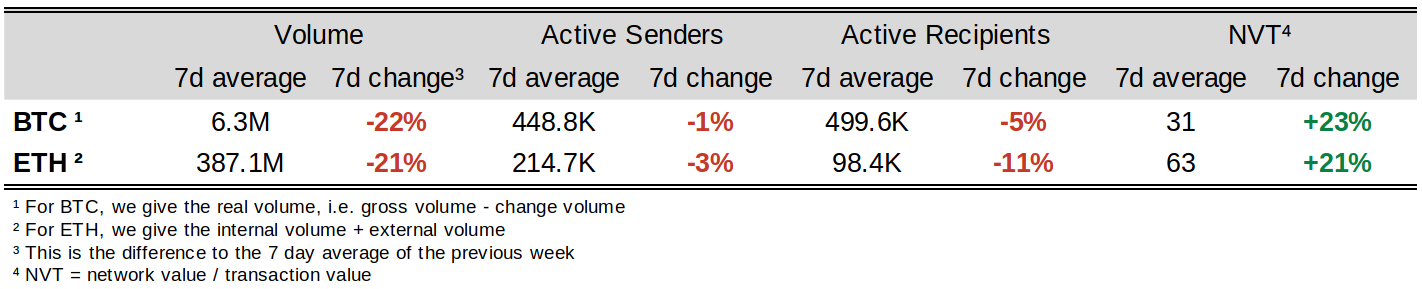 Volume Active Senders Active Recipients NVT⁴
7d average 7d change³ 7d average 7d change 7d average 7d change 7d average 7d change
BTC ¹ 6.3M -22% 448.8K -1% 499.6K -5% 31 +23%
ETH ² 387.1M -21% 214.7K -3% 98.4K -11% 63 +21%
¹ For BTC, we give the real volume, i.e. gross volume - change volume
² For ETH, we give the internal volume + external volume
³ This is the difference to the 7 day average of the previous week
⁴ NVT = network value / transaction value